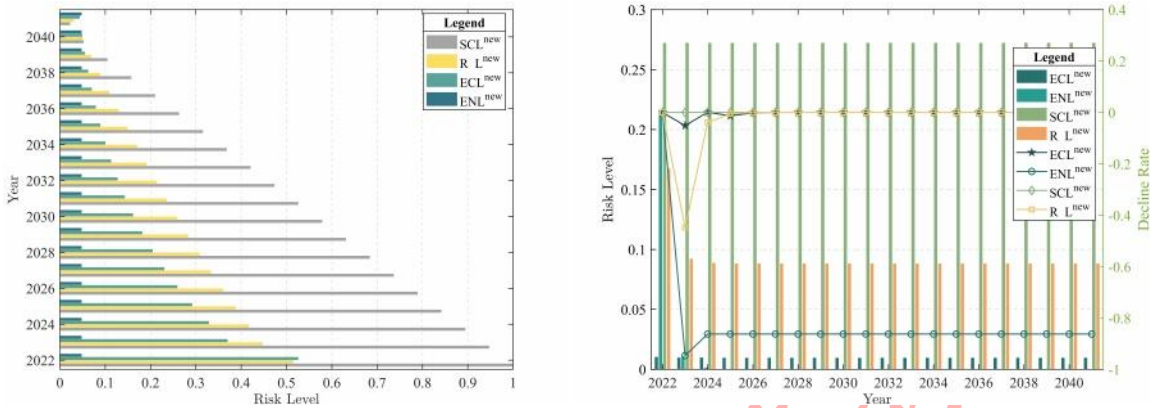 Legend
SCL^new
R L^new
ECL^new
ENL^new
2040
2038
2036
2034
2032
2030
2028
2026
2024
2022
Year
0 0.1 0.2 0.3 0.4 0.5 0.6 0.7 0.8 0.9 1
Risk Level
0.3
0.25
0.2
0.15
0.1
0.05
0
Risk Level
Legend
ECL^new
ENL^new
SCL^new
R L^new
ECL^new
ENL^new
SCL^new
R L^new
0.4
0.2
0
-0.2
-0.4
-0.6
-0.8
-1
Decline Rate
2022 2024 2026 2028 2030 2032 2034 2036 2038 2040
Year